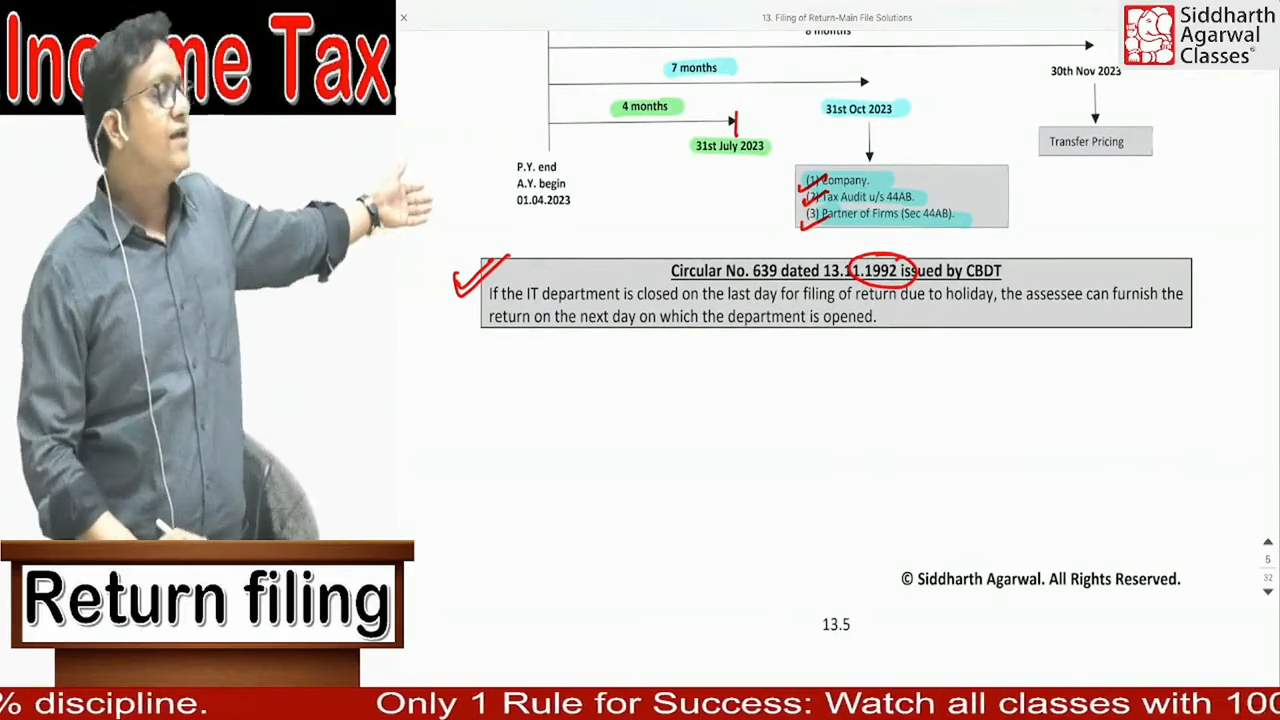 Income Tax
×
13. Filing of Return-Main File Solutions
Siddharth
Agarwal
Classes®
8 months
30th Nov 2023
7 months
4 months
31st Oct 2023
31st July 2023
Transfer Pricing
P.Y. end
A.Y. begin
01.04.2023
(1) Company.
(2) Tax Audit u/s 44AB.
(3) Partner of Firms (Sec 44AB).
Circular No. 639 dated 13.11.1992 issued by CBDT
If the IT department is closed on the last day for filing of return due to holiday, the assessee can furnish the
return on the next day on which the department is opened.
5
32
© Siddharth Agarwal. All Rights Reserved.
13.5
Return filing
% discipline.
Only 1 Rule for Success: Watch all classes with 100